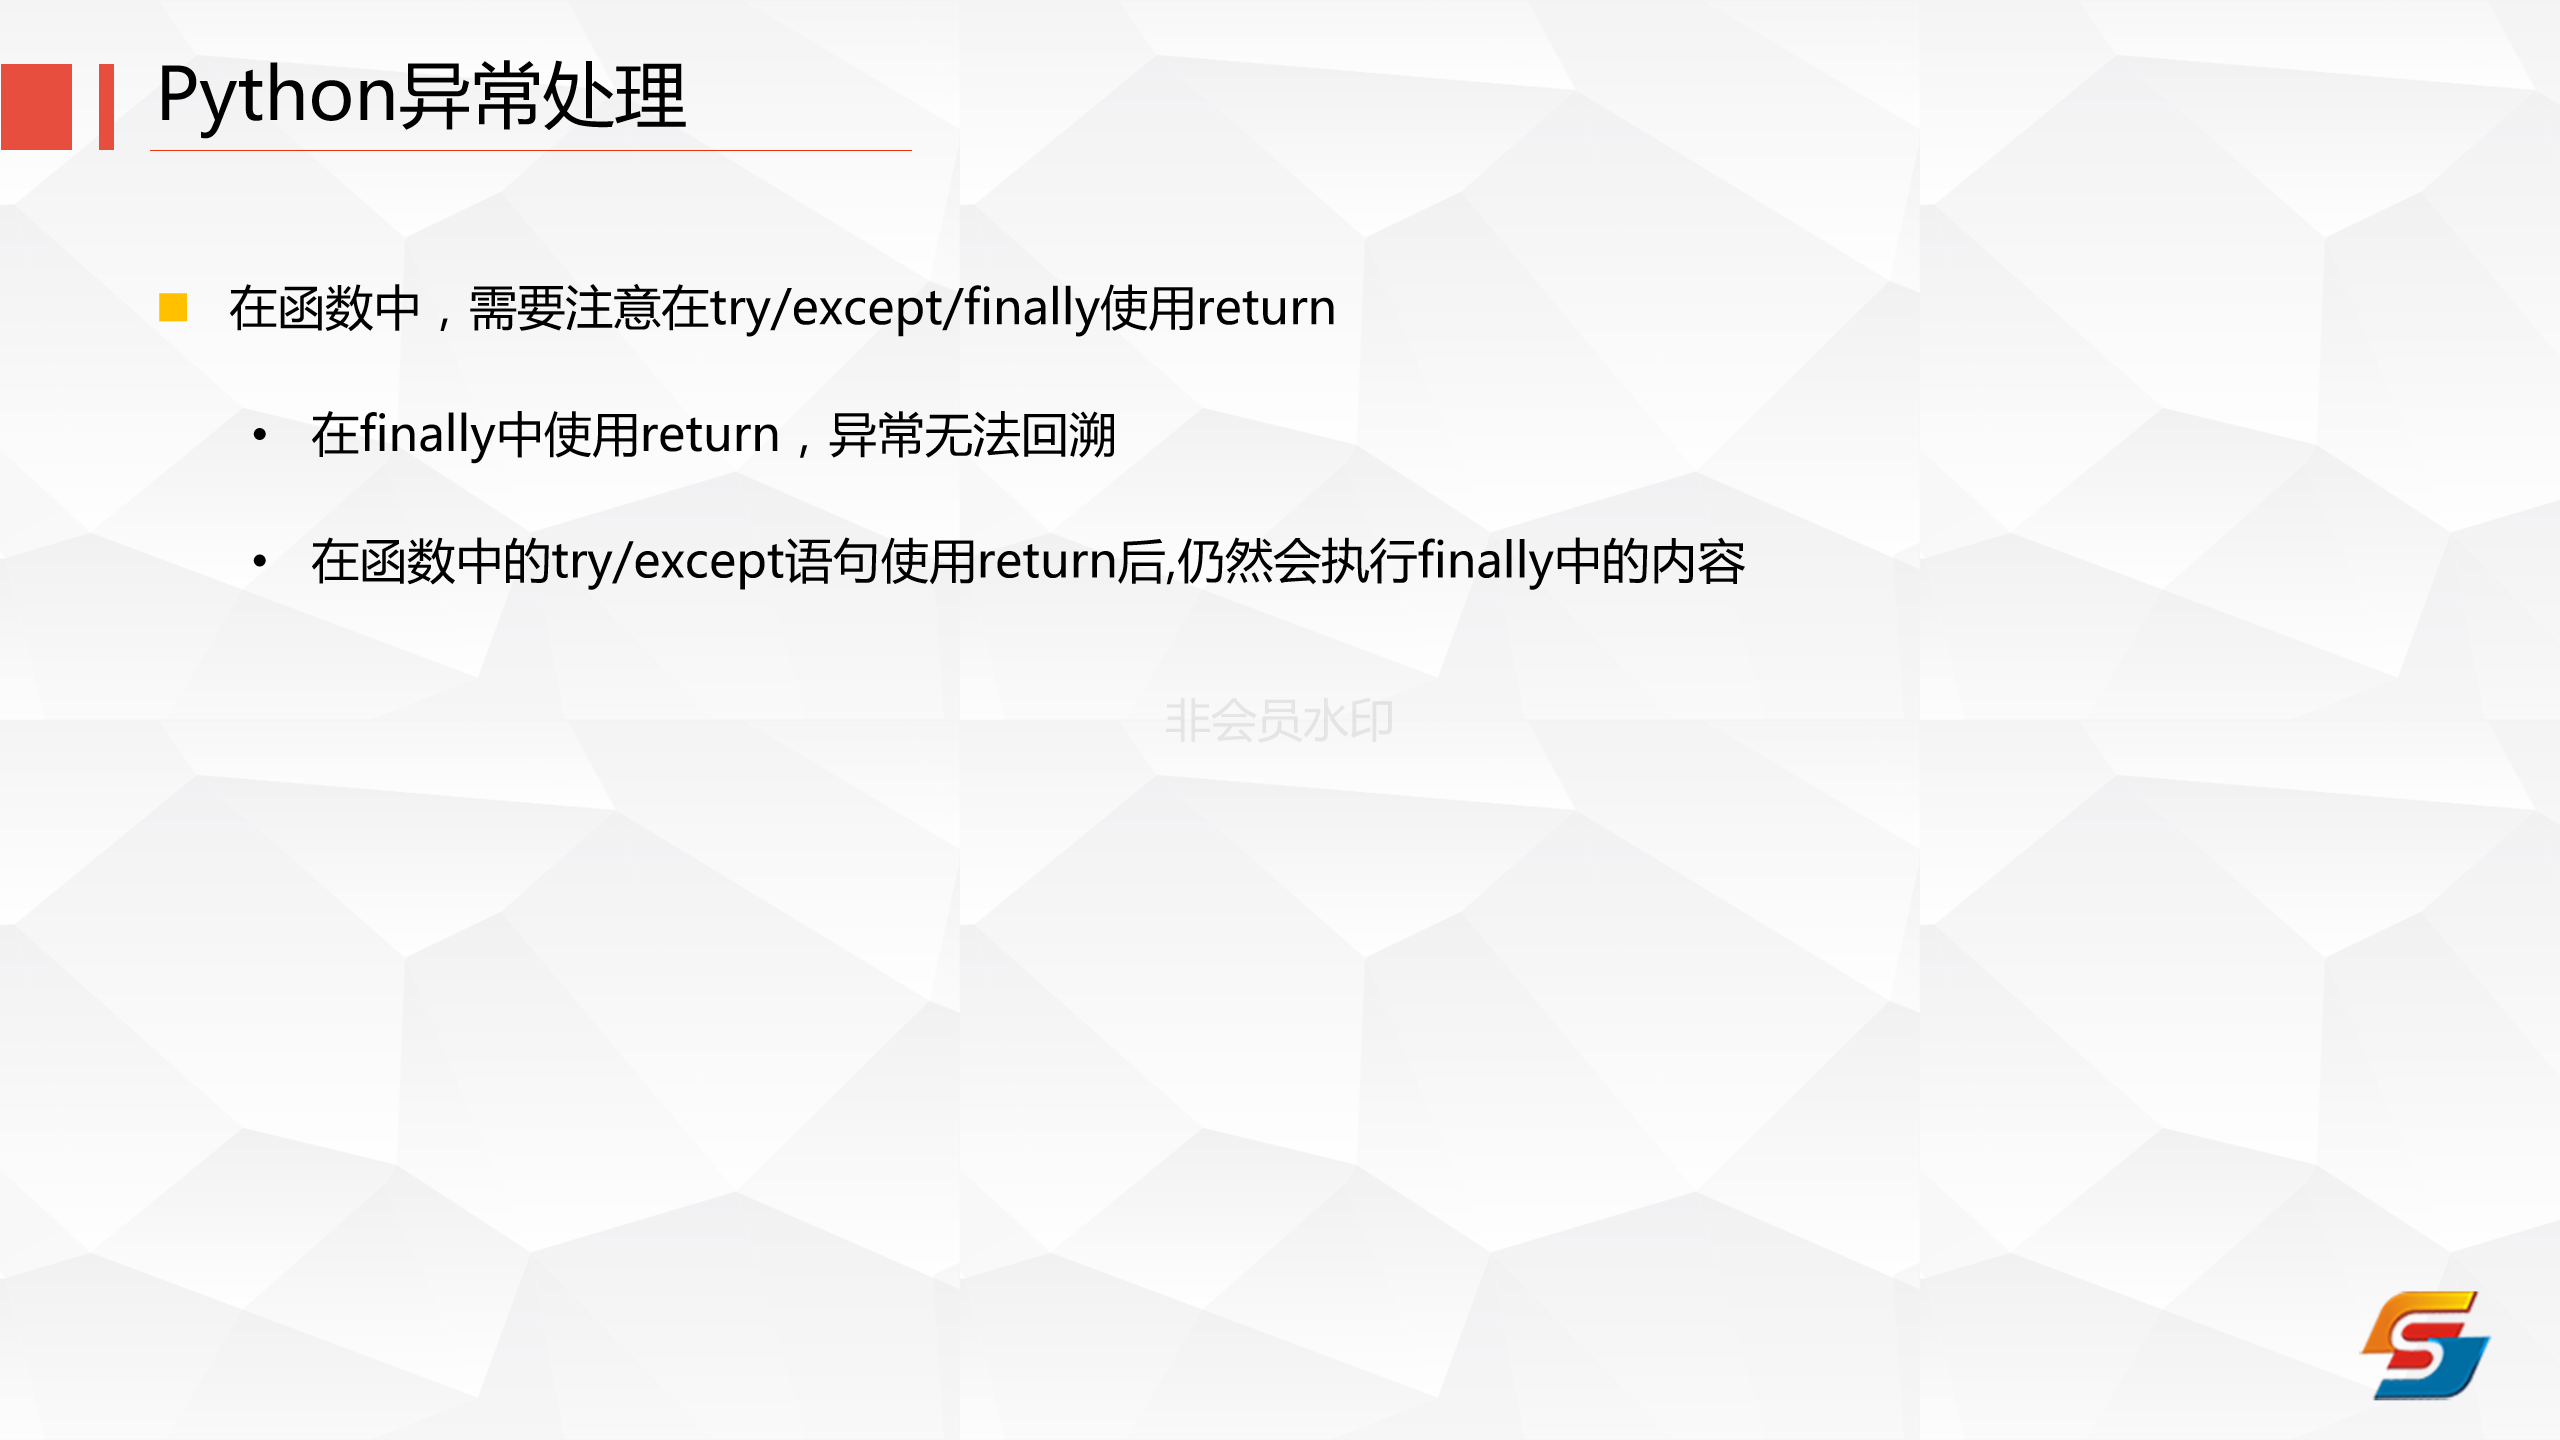 Python异常处理
在函数中，需要注意在try/except/finally使用return
• 在finally中使用return，异常无法回溯
• 在函数中的try/except语句使用return后,仍然会执行finally中的内容
非会员水印